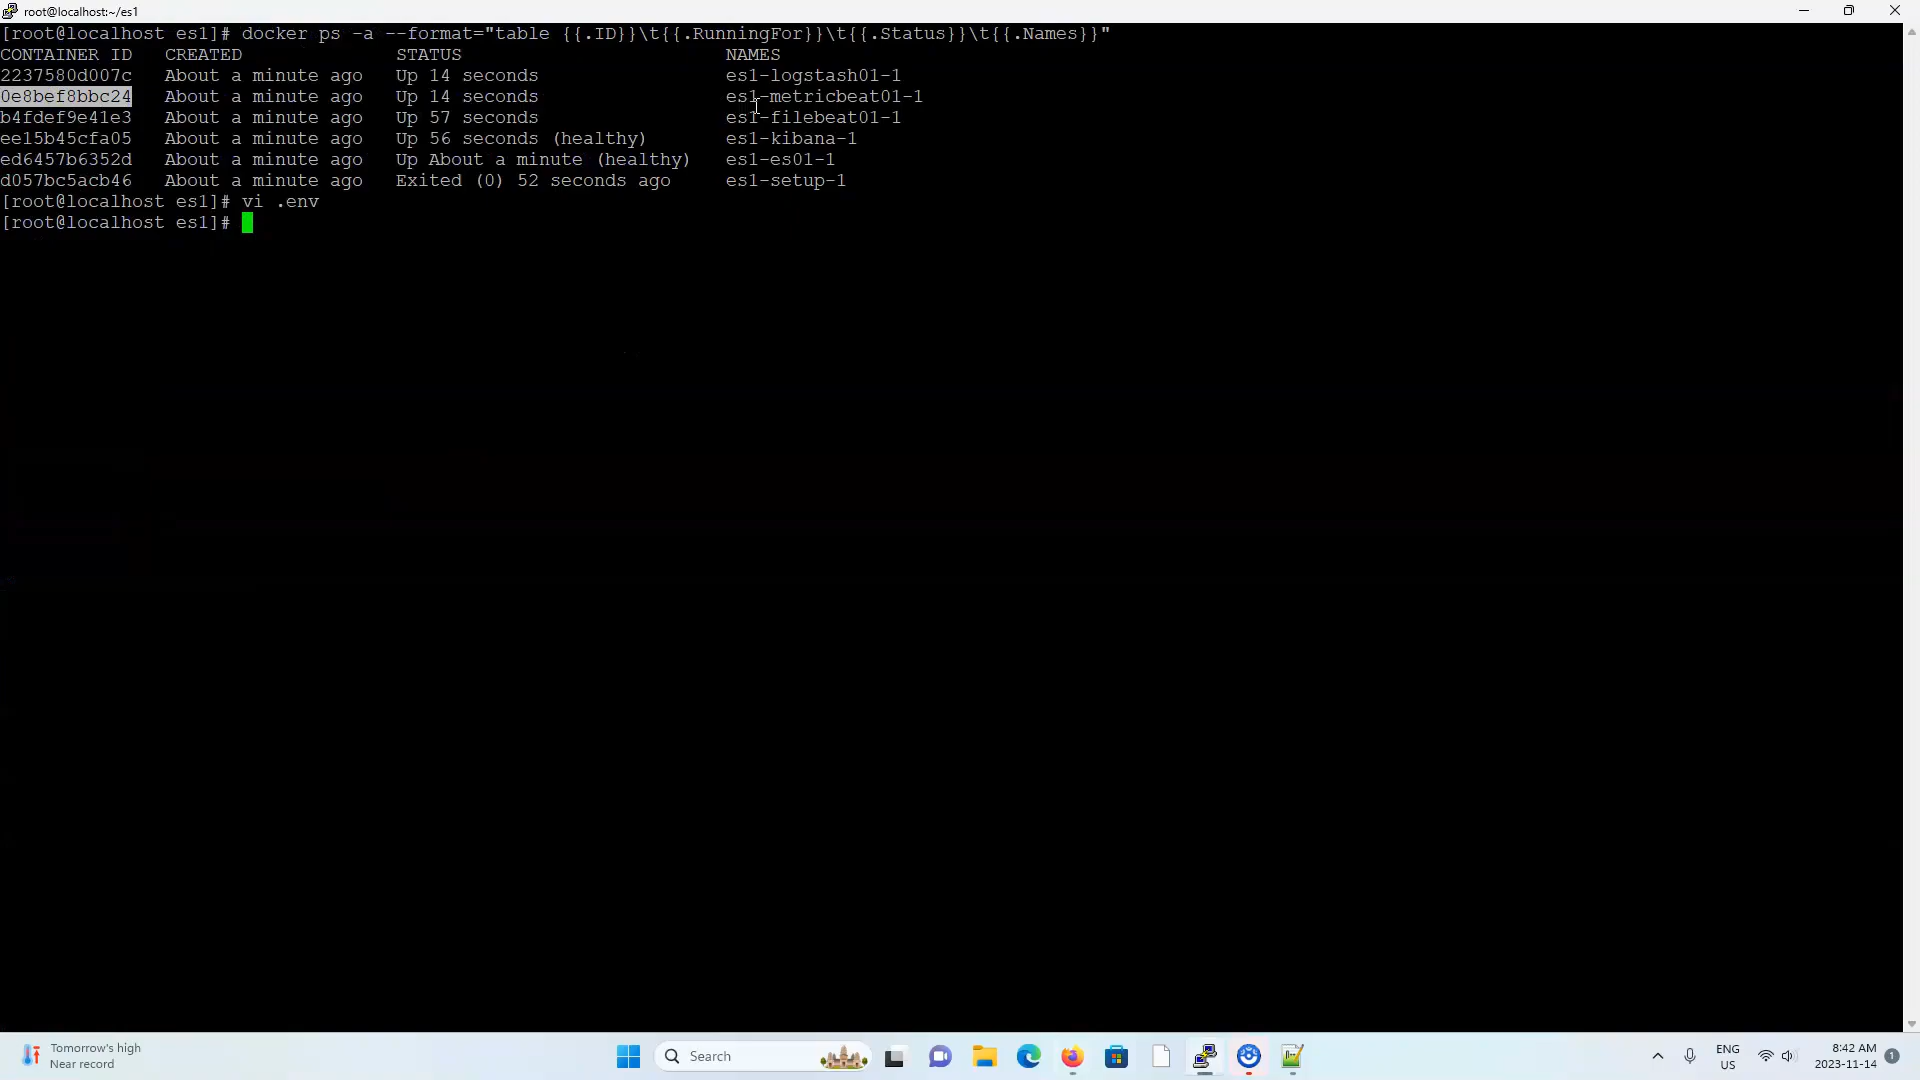 root@localhost:~/es1
[root@localhost es1]# docker ps -a --format="table {{.ID}}\t{{.RunningFor}}\t{{.Status}}\t{{.Names}}"
CONTAINER ID   CREATED              STATUS                        NAMES
2237580d007c   About a minute ago   Up 14 seconds                 es1-logstash01-1
0e8bef8bbc24   About a minute ago   Up 14 seconds                 es1-metricbeat01-1
b4fdef9e41e3   About a minute ago   Up 57 seconds                 es1-filebeat01-1
ee15b45cfa05   About a minute ago   Up 56 seconds (healthy)       es1-kibana-1
ed6457b6352d   About a minute ago   Up About a minute (healthy)   es1-es01-1
d057bc5acb46   About a minute ago   Exited (0) 52 seconds ago     es1-setup-1
[root@localhost es1]# vi .env
[root@localhost es1]#
Tomorrow's high
Near record
Search
ENG
US
8:42 AM
2023-11-14
1